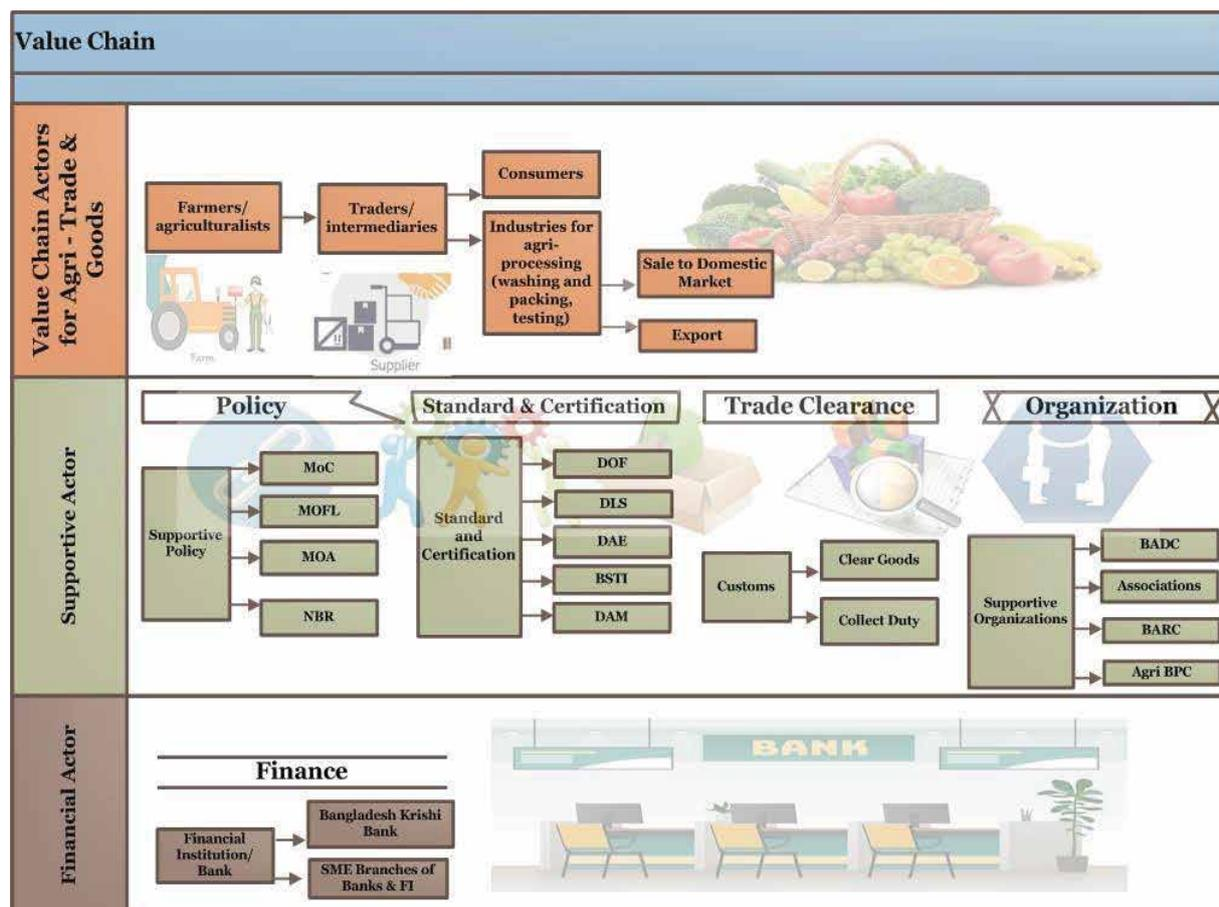 Value Chain
Value Chain Actors
for Agri - Trade &
Goods
Farmers/
agriculturalists
Traders/
intermediaries
Consumers
Industries for
agri-
processing
(washing and
packing,
testing)
Sale to Domestic
Market
Export
Farm
Supplier
Supportive Actor
Policy
Supportive
Policy
MoC
MOFL
MOA
NBR
Standard & Certification
Standard
and
Certification
DOF
DLS
DAE
BSTI
DAM
Trade Clearance
Customs
Clear Goods
Collect Duty
Organization
Supportive
Organizations
BADC
Associations
BARC
Agri BPC
Financial Actor
Finance
Financial
Institution/
Bank
Bangladesh Krishi
Bank
SME Branches of
Banks & FI
BANK